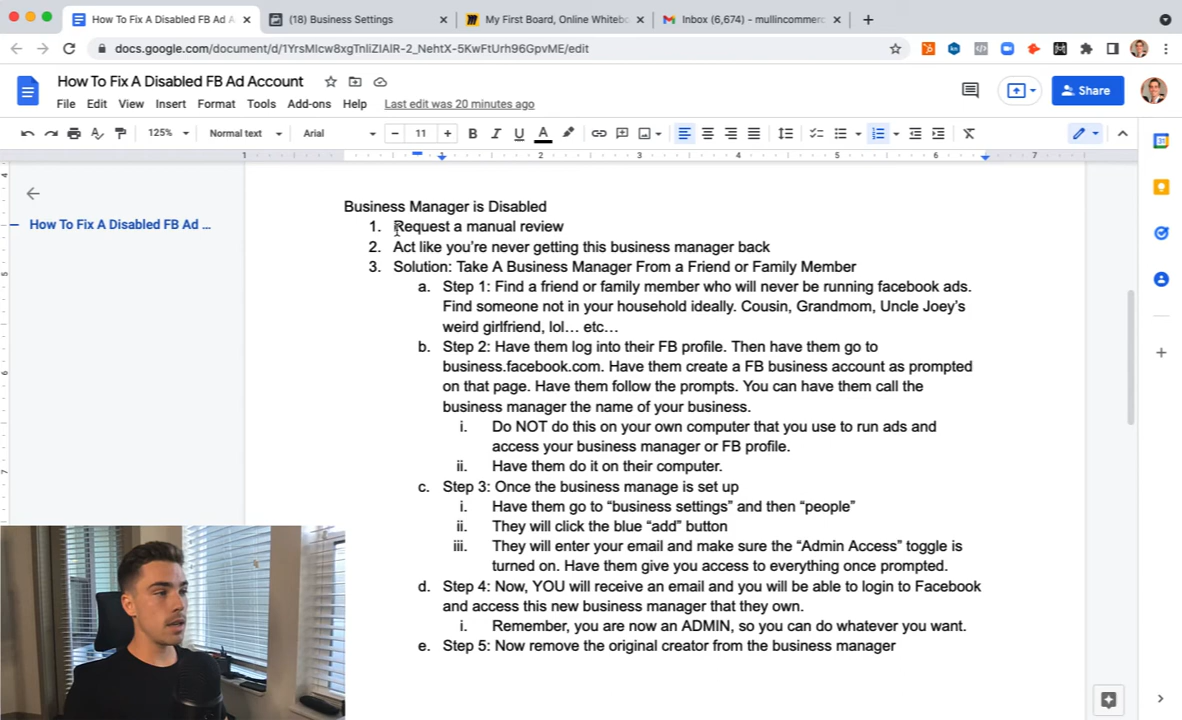 How To Fix A Disabled FB Ad A
(18) Business Settings
My First Board, Online Whitebo
Inbox (6,674) - mullincommerc
docs.google.com/document/d/1YrsMlcw8xgTnliZIAIR-2_NehtX-5KwFtUrh96GpvME/edit
How To Fix A Disabled FB Ad Account
Share
File Edit View Insert Format Tools Add-ons Help Last edit was 20 minutes ago
125% Normal text Arial 11 B I U A
1 1 2 3 4 5 6 7
How To Fix A Disabled FB Ad ...
Business Manager is Disabled
1. Request a manual review
2. Act like you're never getting this business manager back
3. Solution: Take A Business Manager From a Friend or Family Member
a. Step 1: Find a friend or family member who will never be running facebook ads.
Find someone not in your household ideally. Cousin, Grandmom, Uncle Joey's
weird girlfriend, lol... etc...
b. Step 2: Have them log into their FB profile. Then have them go to
business.facebook.com. Have them create a FB business account as prompted
on that page. Have them follow the prompts. You can have them call the
business manager the name of your business.
i. Do NOT do this on your own computer that you use to run ads and
access your business manager or FB profile.
ii. Have them do it on their computer.
c. Step 3: Once the business manage is set up
i. Have them go to "business settings" and then "people"
ii. They will click the blue "add" button
iii. They will enter your email and make sure the "Admin Access" toggle is
turned on. Have them give you access to everything once prompted.
d. Step 4: Now, YOU will receive an email and you will be able to login to Facebook
and access this new business manager that they own.
i. Remember, you are now an ADMIN, so you can do whatever you want.
e. Step 5: Now remove the original creator from the business manager